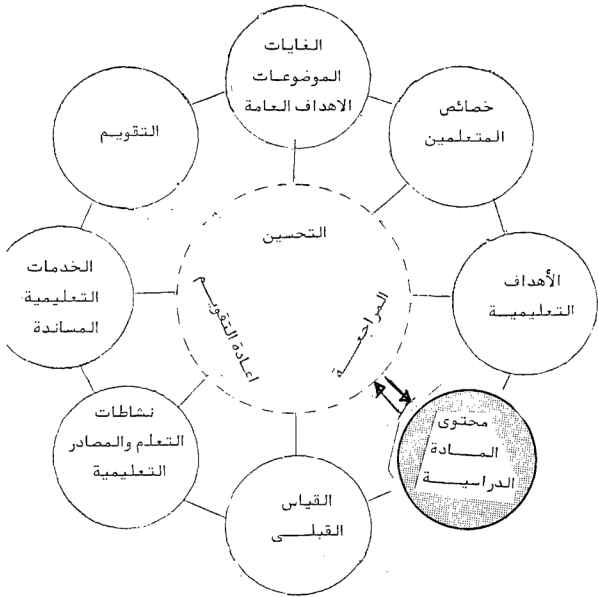 الغايات
الموضوعات
الاهداف العامة
خصائص
المتعلمين
الأهداف
التعليمية
محتوى
المادة
الدراسية
القياس
القبلى
نشاطات
التعلم والمصادر
التعليمية
الخدمات
التعليمية
المساندة
التقويم
التحسين
المراجعة
اعادة التقويم